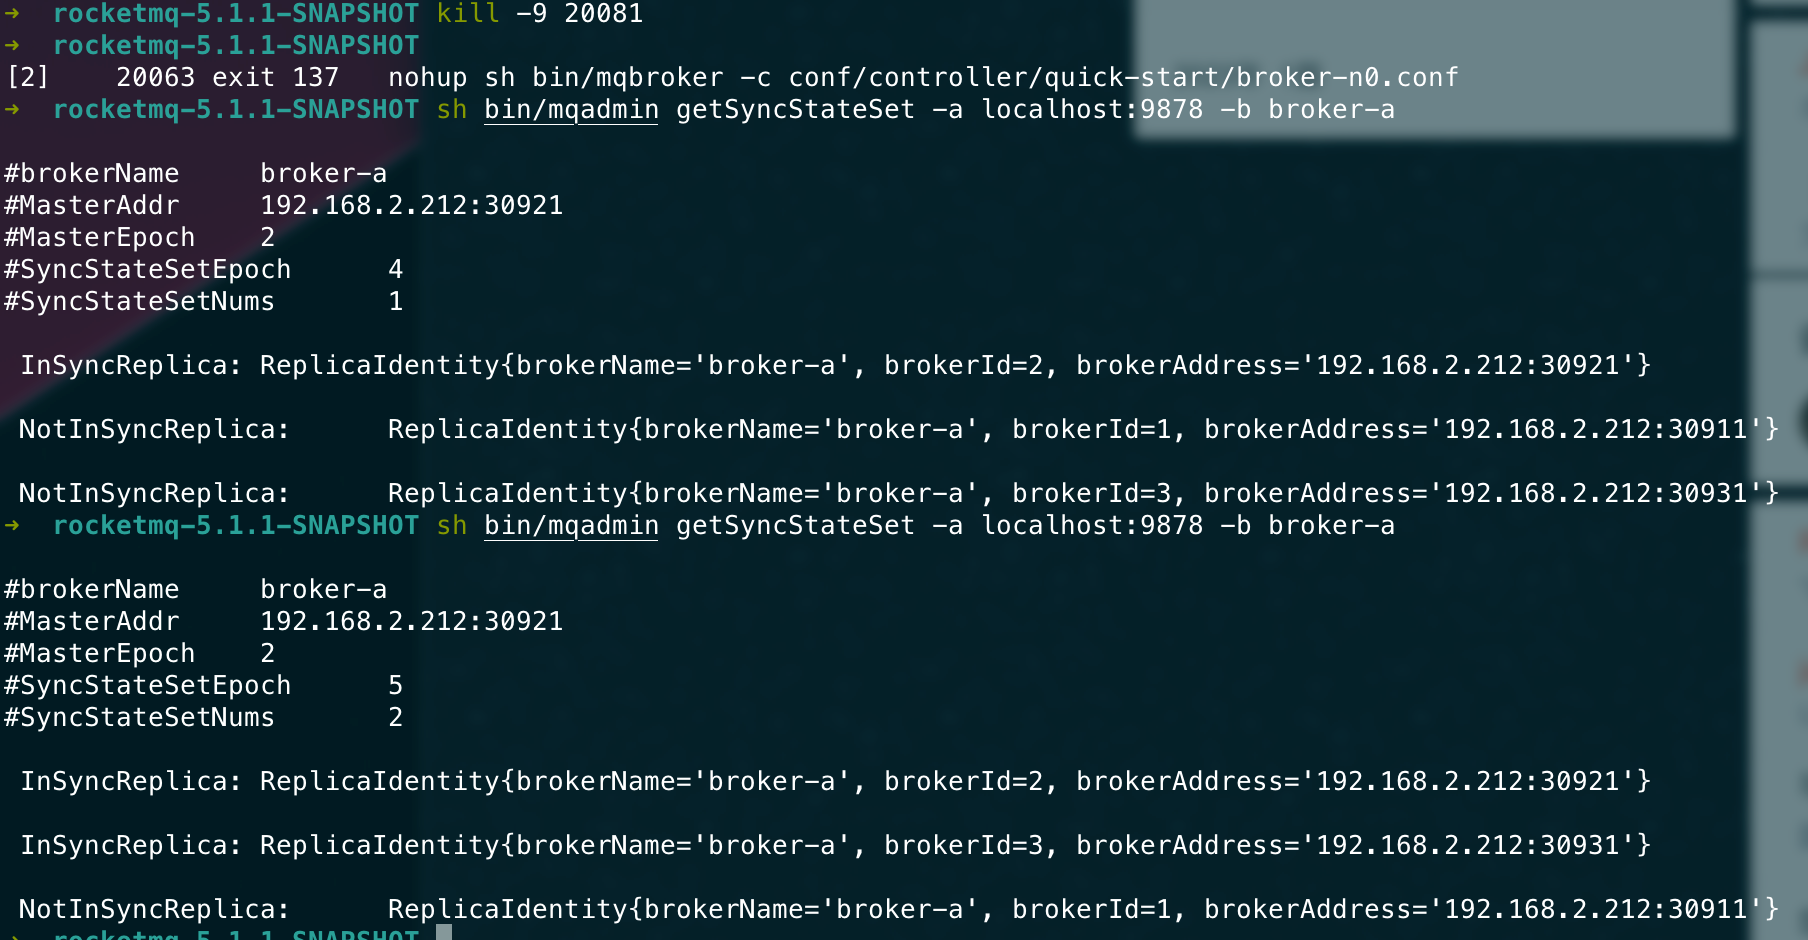 → rocketmq-5.1.1-SNAPSHOT kill -9 20081
→ rocketmq-5.1.1-SNAPSHOT
[2]    20063 exit 137   nohup sh bin/mqbroker -c conf/controller/quick-start/broker-n0.conf
→ rocketmq-5.1.1-SNAPSHOT sh bin/mqadmin getSyncStateSet -a localhost:9878 -b broker-a
#brokerName     broker-a
#MasterAddr     192.168.2.212:30921
#MasterEpoch    2
#SyncStateSetEpoch      4
#SyncStateSetNums       1
InSyncReplica: ReplicaIdentity{brokerName='broker-a', brokerId=2, brokerAddress='192.168.2.212:30921'}
NotInSyncReplica:      ReplicaIdentity{brokerName='broker-a', brokerId=1, brokerAddress='192.168.2.212:30911'}
NotInSyncReplica:      ReplicaIdentity{brokerName='broker-a', brokerId=3, brokerAddress='192.168.2.212:30931'}
→ rocketmq-5.1.1-SNAPSHOT sh bin/mqadmin getSyncStateSet -a localhost:9878 -b broker-a
#brokerName     broker-a
#MasterAddr     192.168.2.212:30921
#MasterEpoch    2
#SyncStateSetEpoch      5
#SyncStateSetNums       2
InSyncReplica: ReplicaIdentity{brokerName='broker-a', brokerId=2, brokerAddress='192.168.2.212:30921'}
InSyncReplica: ReplicaIdentity{brokerName='broker-a', brokerId=3, brokerAddress='192.168.2.212:30931'}
NotInSyncReplica:      ReplicaIdentity{brokerName='broker-a', brokerId=1, brokerAddress='192.168.2.212:30911'}
→ rocketmq-5.1.1-SNAPSHOT